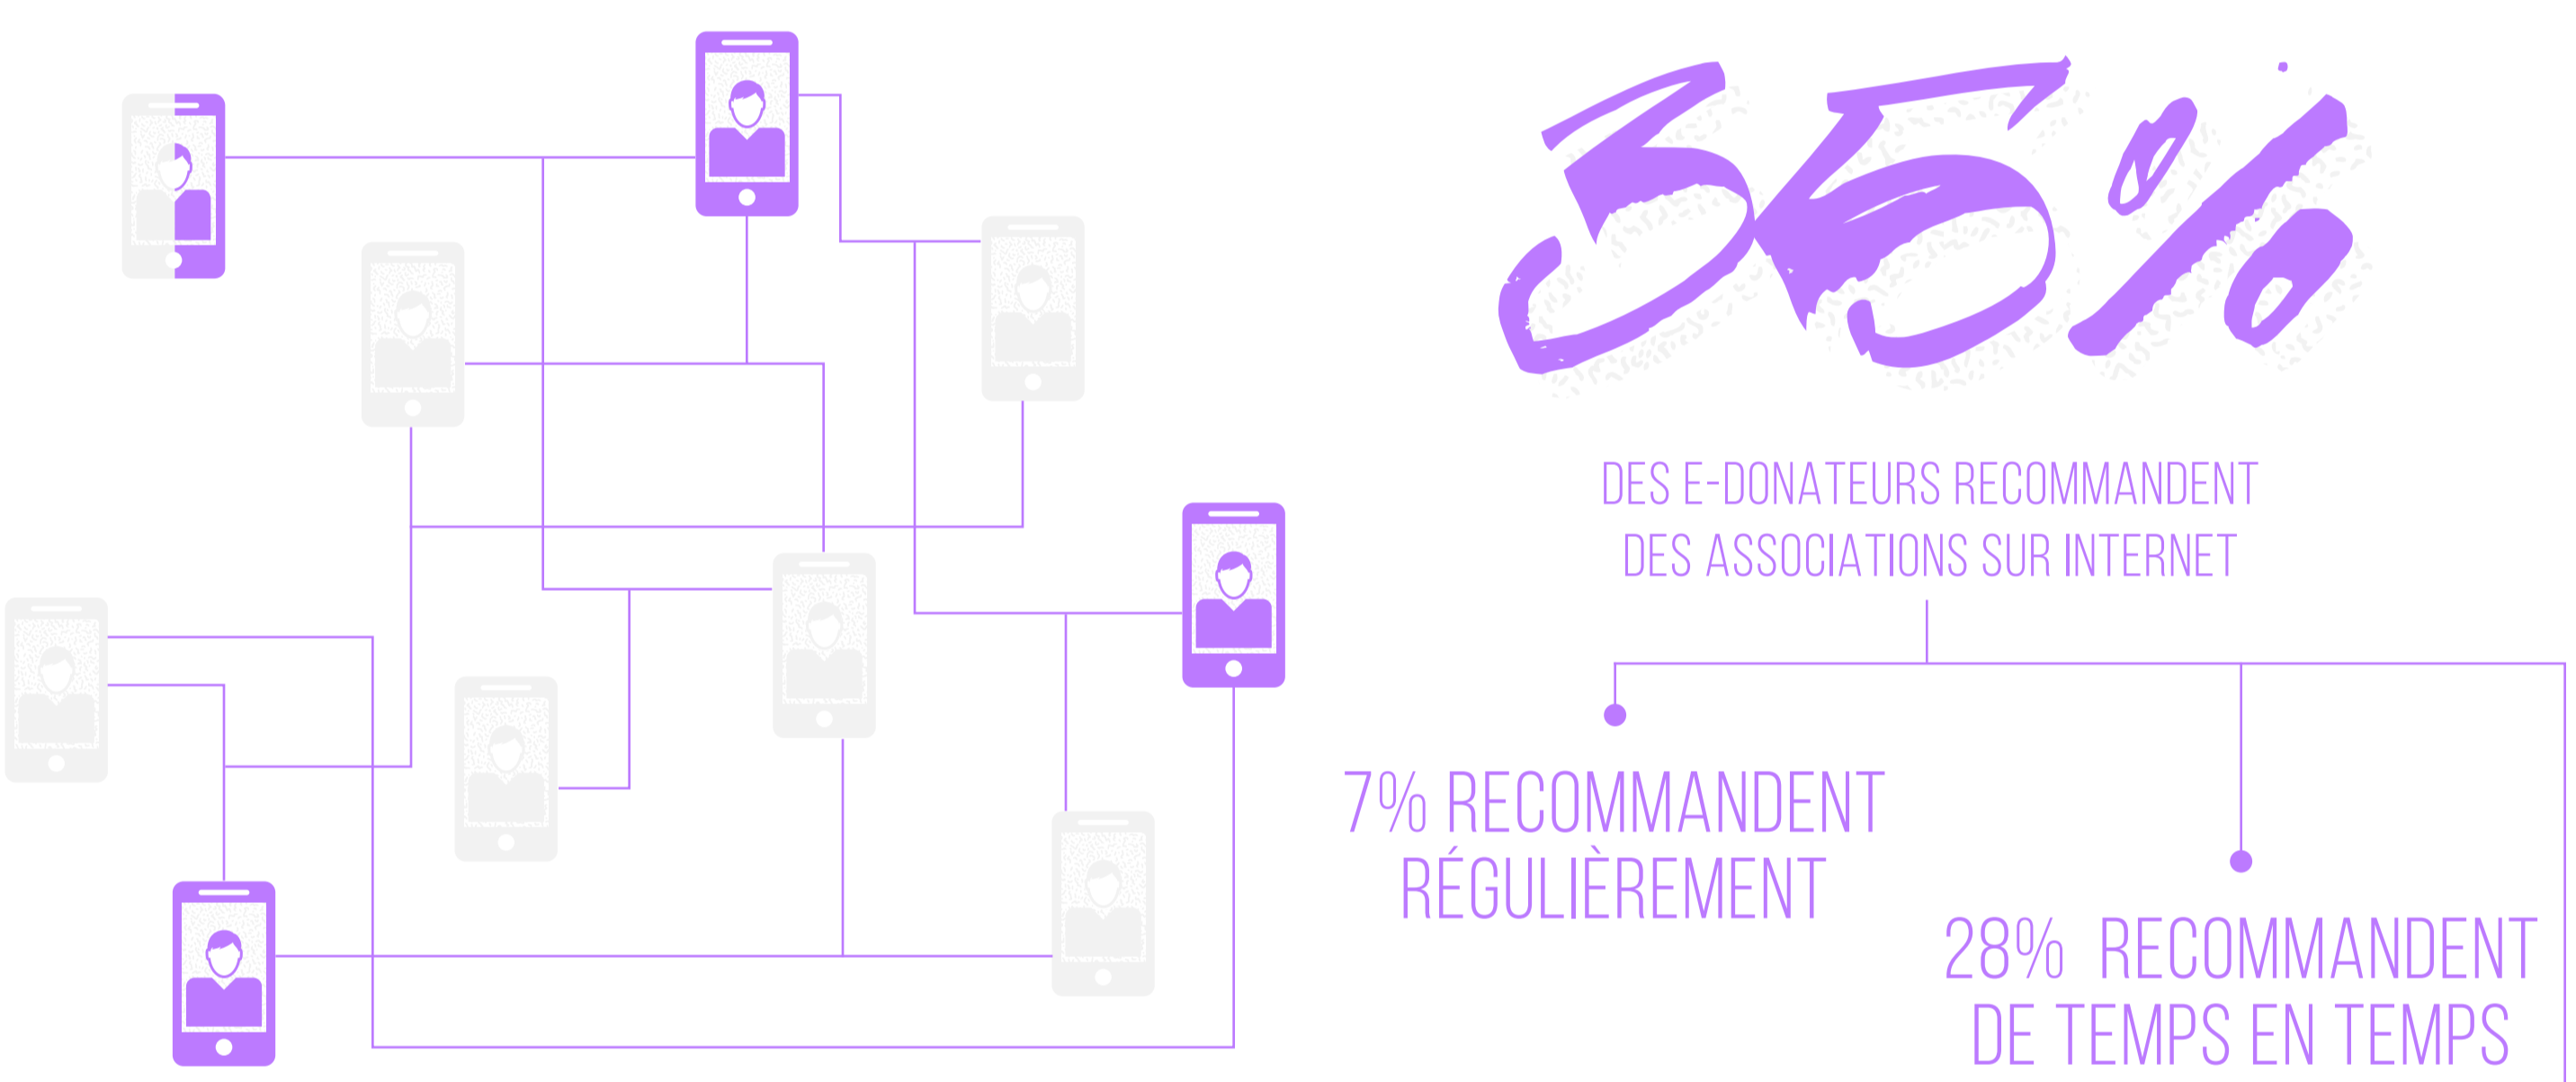 35%
DES E-DONATEURS RECOMMANDENT
DES ASSOCIATIONS SUR INTERNET
7% RECOMMANDENT
RÉGULIÈREMENT
28% RECOMMANDENT
DE TEMPS EN TEMPS